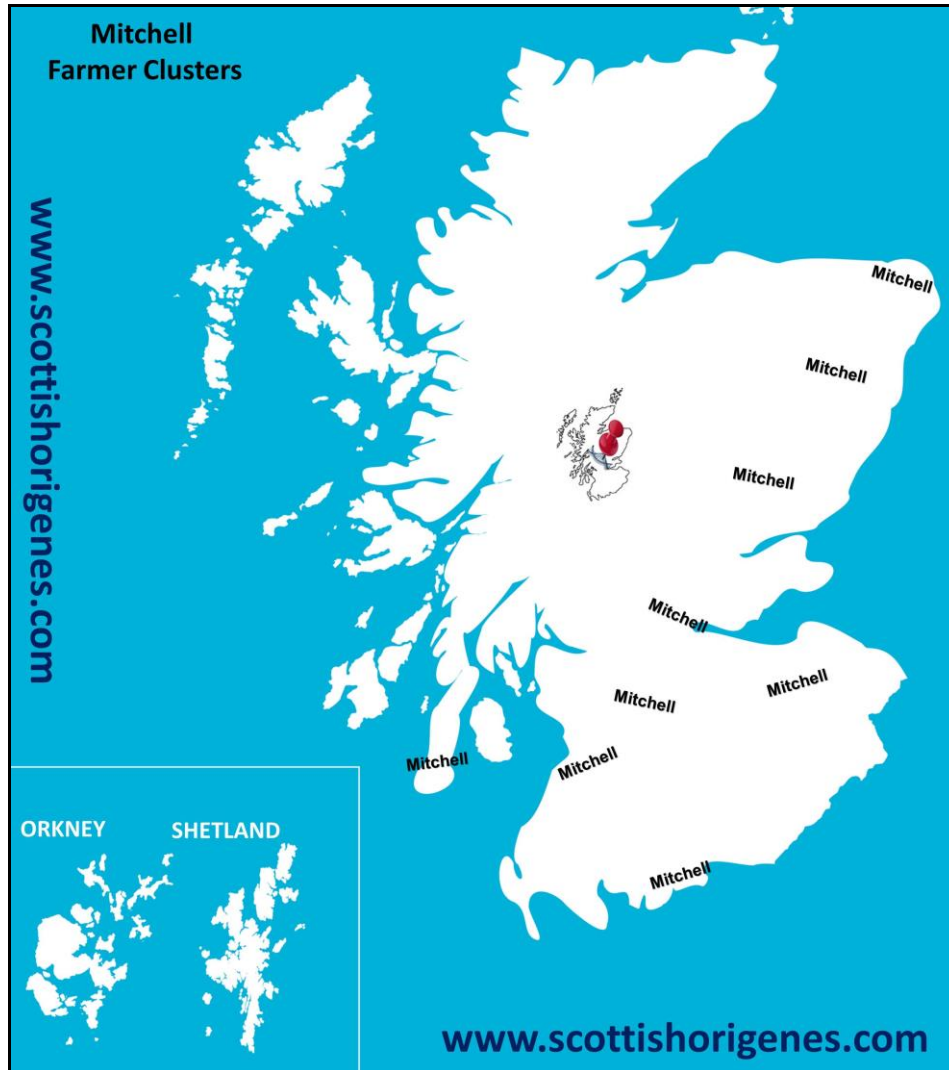 Mitchell
Farmer Clusters
www.scottishorigenes.com
Mitchell
Mitchell
Mitchell
Mitchell
Mitchell
Mitchell
Mitchell
Mitchell
Mitchell
ORKNEY
SHETLAND
www.scottishorigenes.com